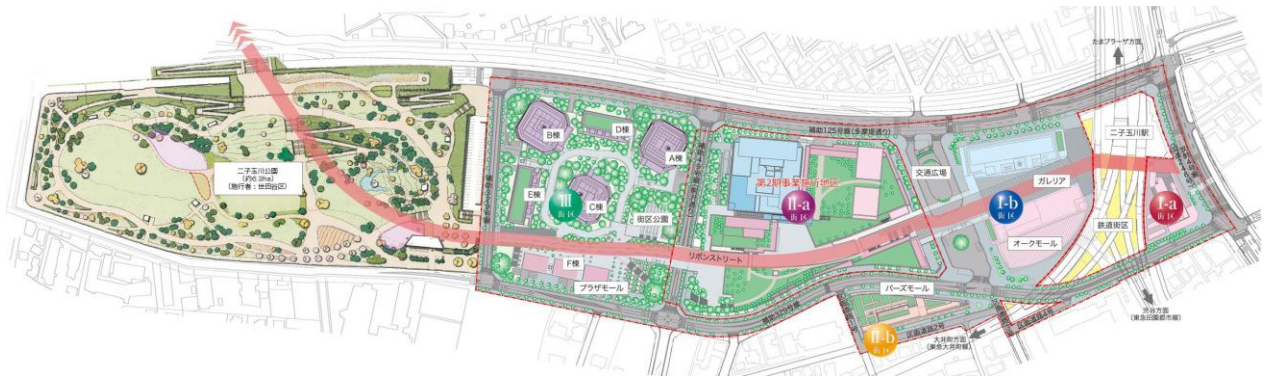 二子玉川公園
(約6.3ha)
(施行者：世田谷区)
B棟
D棟
A棟
E棟
C棟
III
街区
街区公園
F棟
プラザモール
リボンストリート
補助125号線(多摩堤通り)
第2期事業施行地区
II-a
街区
交通広場
バーズモール
II-b
街区
区画道路2号
大井町方面
(東急大井町線)
I-b
街区
ガレリア
オークモール
たまプラーザ方面
二子玉川駅
鉄道街区
I-a
街区
渋谷方面
(東急田園都市線)